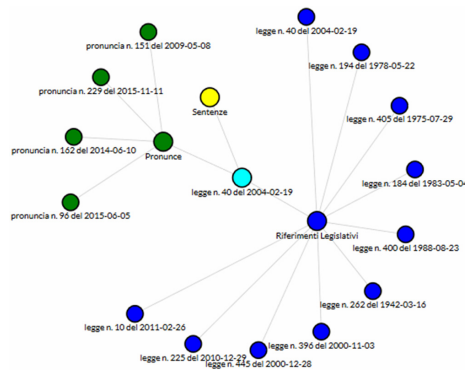 legge n. 40 del 2004-02-19
pronuncia n. 151 del 2009-05-08
legge n. 194 del 1978-05-22
pronuncia n. 229 del 2015-11-11
Sentenze
legge n. 405 del 1975-07-29
pronuncia n. 162 del 2014-06-10
Pronunce
legge n. 184 del 1983-05-04
legge n. 40 del 2004-02-19
pronuncia n. 96 del 2015-06-05
Riferimenti Legislativi
legge n. 400 del 1988-08-23
legge n. 262 del 1942-03-16
legge n. 10 del 2011-02-26
legge n. 396 del 2000-11-03
legge n. 225 del 2010-12-29
legge n. 445 del 2000-12-28